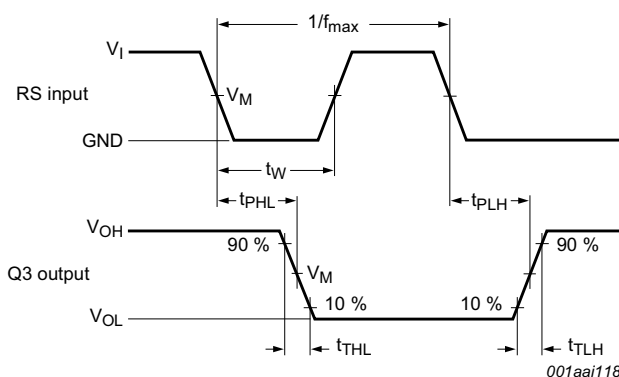 1/fmax
VI
RS input
VM
GND
tW
tPHL
tPLH
VOH
90 %
90 %
Q3 output
VM
10 %
10 %
VOL
tTHL
tTLH
001aai118